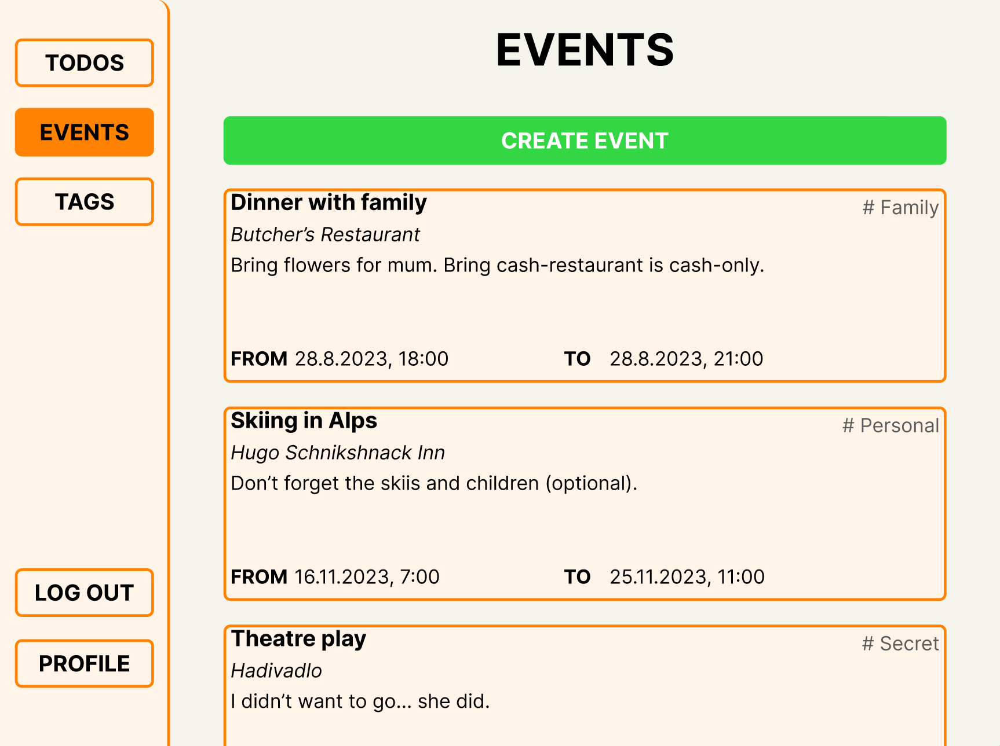 TODOS
EVENTS
TAGS
LOG OUT
PROFILE
EVENTS
CREATE EVENT
Dinner with family
# Family
Butcher’s Restaurant
Bring flowers for mum. Bring cash-restaurant is cash-only.
FROM 28.8.2023, 18:00 TO 28.8.2023, 21:00
Skiing in Alps
# Personal
Hugo Schnikshnack Inn
Don’t forget the skiis and children (optional).
FROM 16.11.2023, 7:00 TO 25.11.2023, 11:00
Theatre play
# Secret
Hadivadlo
I didn’t want to go... she did.